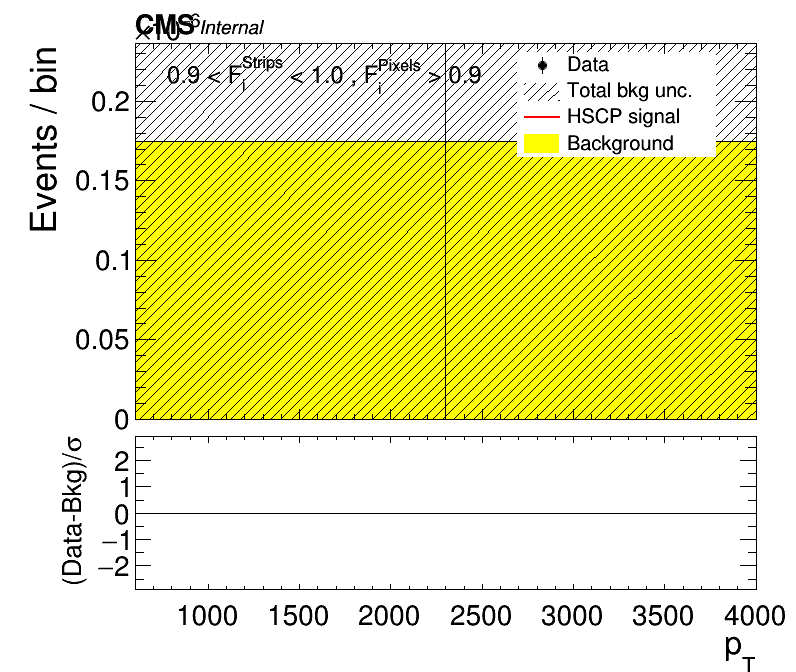 CMS Internal
×10⁻⁶
Events / bin
0.9 < F_i^Strips < 1.0 , F_i^Pixels > 0.9
Data
Total bkg unc.
HSCP signal
Background
0.2
0.15
0.1
0.05
0
(Data-Bkg)/σ
2
1
0
−1
−2
1000 1500 2000 2500 3000 3500 4000
p_T